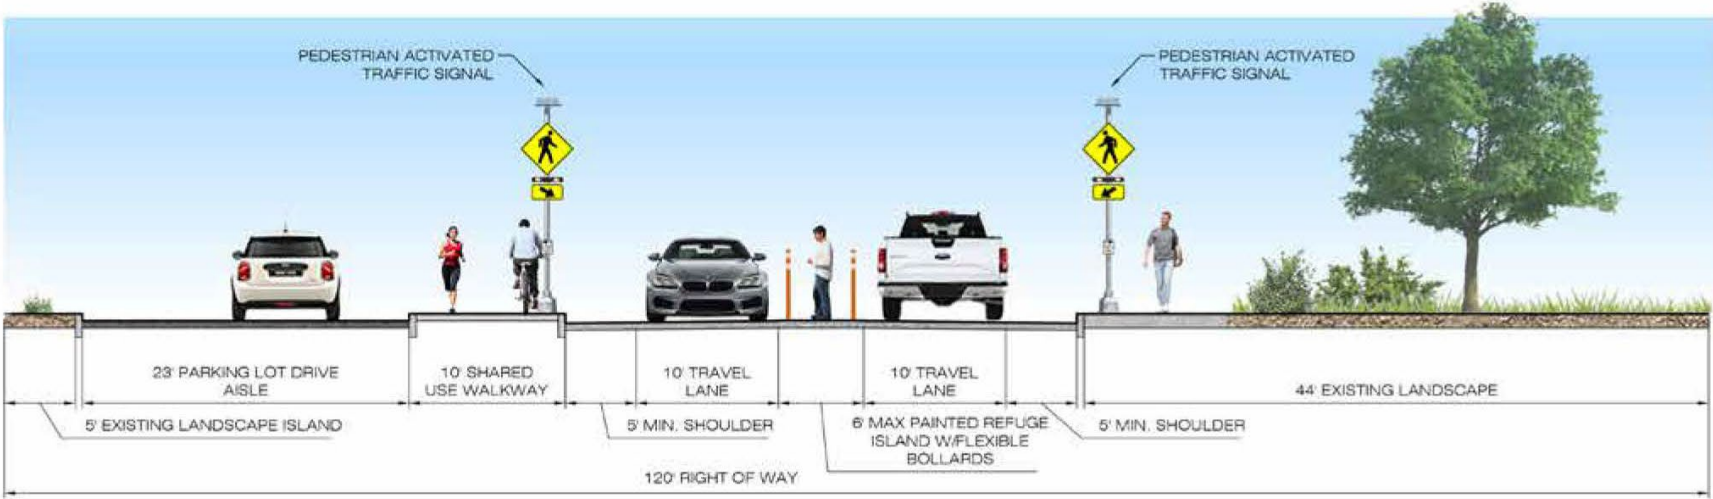 PEDESTRIAN ACTIVATED
TRAFFIC SIGNAL
PEDESTRIAN ACTIVATED
TRAFFIC SIGNAL
23' PARKING LOT DRIVE
AISLE
10' SHARED
USE WALKWAY
10' TRAVEL
LANE
10' TRAVEL
LANE
44' EXISTING LANDSCAPE
5' EXISTING LANDSCAPE ISLAND
5' MIN. SHOULDER
6' MAX PAINTED REFUGE
ISLAND W/FLEXIBLE
BOLLARDS
5' MIN. SHOULDER
120' RIGHT OF WAY